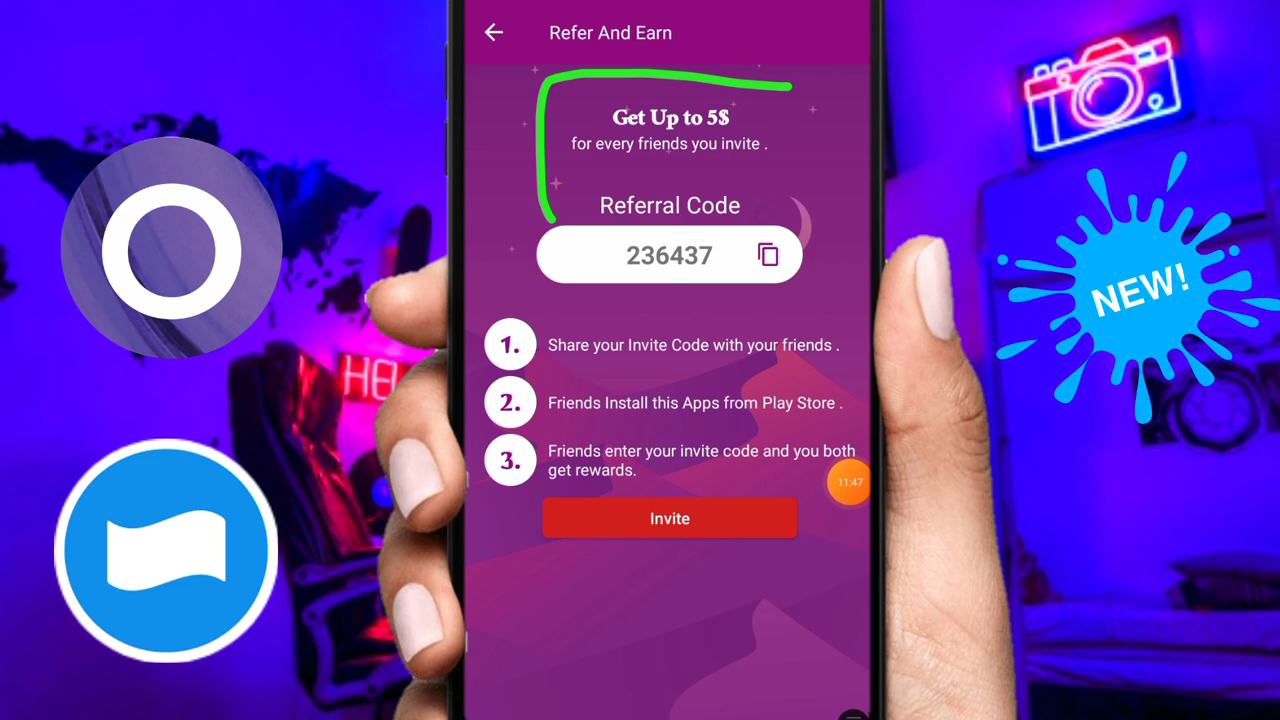 Refer And Earn
Get Up to 5$
for every friends you invite .
Referral Code
236437
1.
Share your Invite Code with your friends .
2.
Friends Install this Apps from Play Store .
3.
Friends enter your invite code and you both
get rewards.
11:47
Invite
NEW!